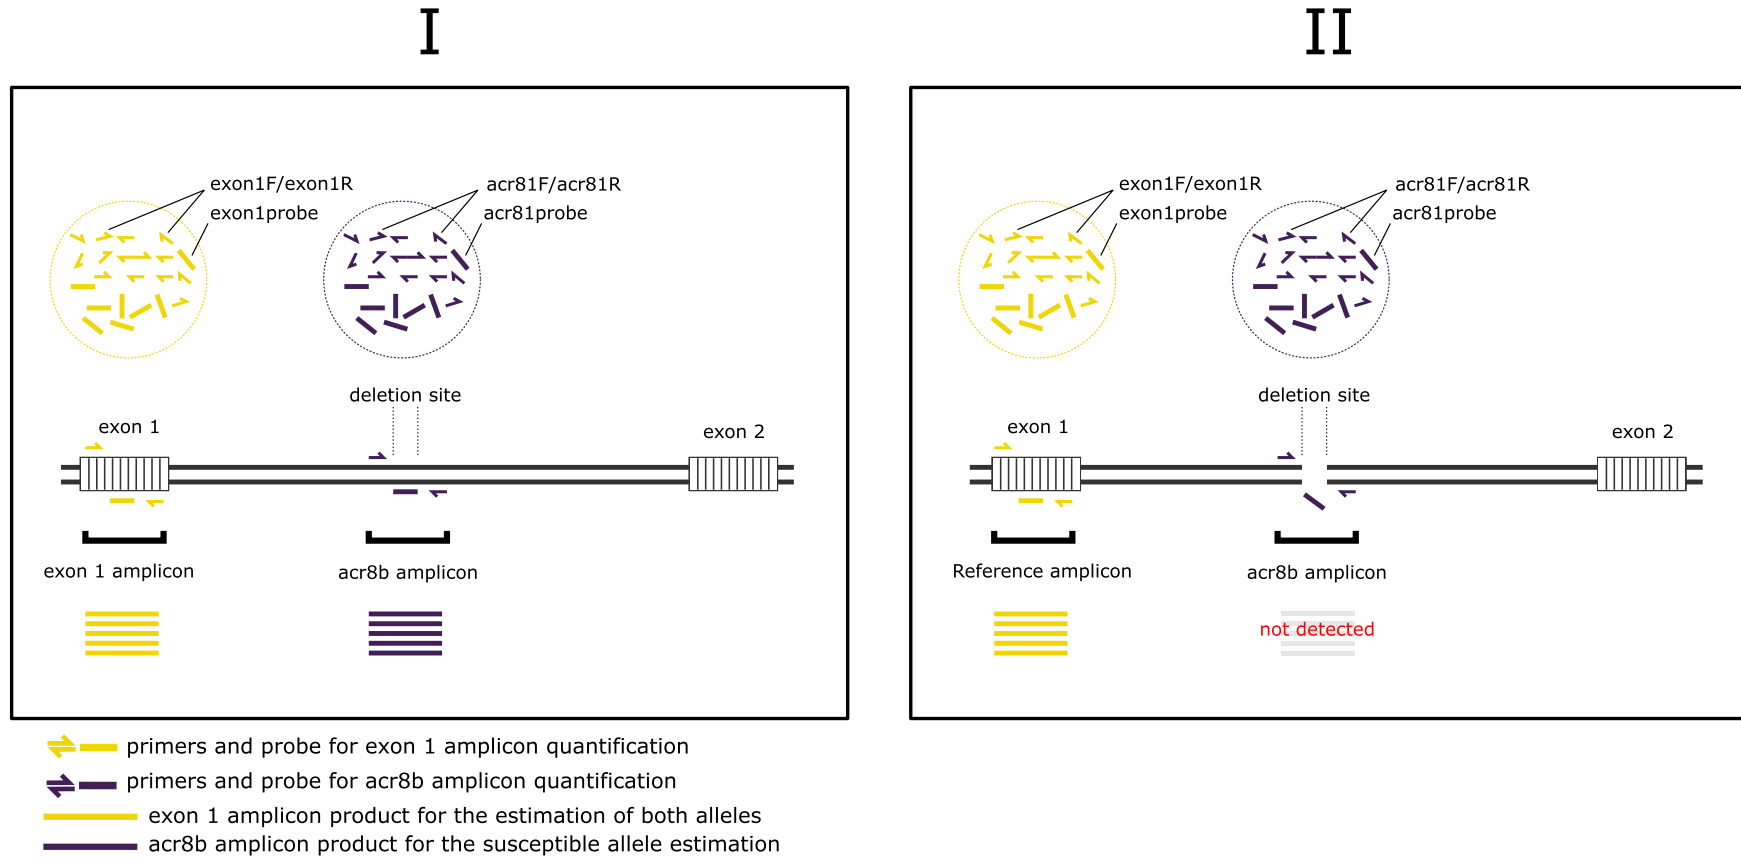 I
II
exon1F/exon1R
exon1probe
acr81F/acr81R
acr81probe
deletion site
exon 1
exon 2
exon 1 amplicon
acr8b amplicon
exon1F/exon1R
exon1probe
acr81F/acr81R
acr81probe
deletion site
exon 1
exon 2
Reference amplicon
acr8b amplicon
not detected
primers and probe for exon 1 amplicon quantification
primers and probe for acr8b amplicon quantification
exon 1 amplicon product for the estimation of both alleles
acr8b amplicon product for the susceptible allele estimation